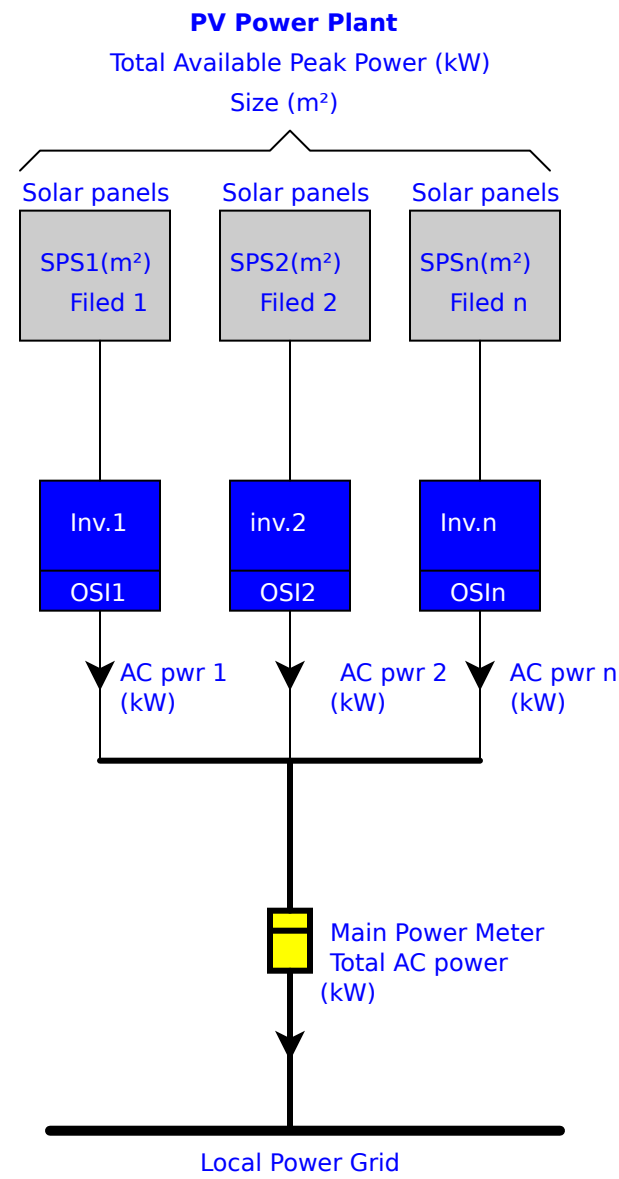 PV Power Plant
Total Available Peak Power (kW)
Size (m²)
Solar panels Solar panels Solar panels
SPS1(m²) SPS2(m²) SPSn(m²)
Filed 1 Filed 2 Filed n
Inv.1 inv.2 Inv.n
OSI1 OSI2 OSIn
AC pwr 1 AC pwr 2 AC pwr n
(kW) (kW) (kW)
Main Power Meter
Total AC power
(kW)
Local Power Grid